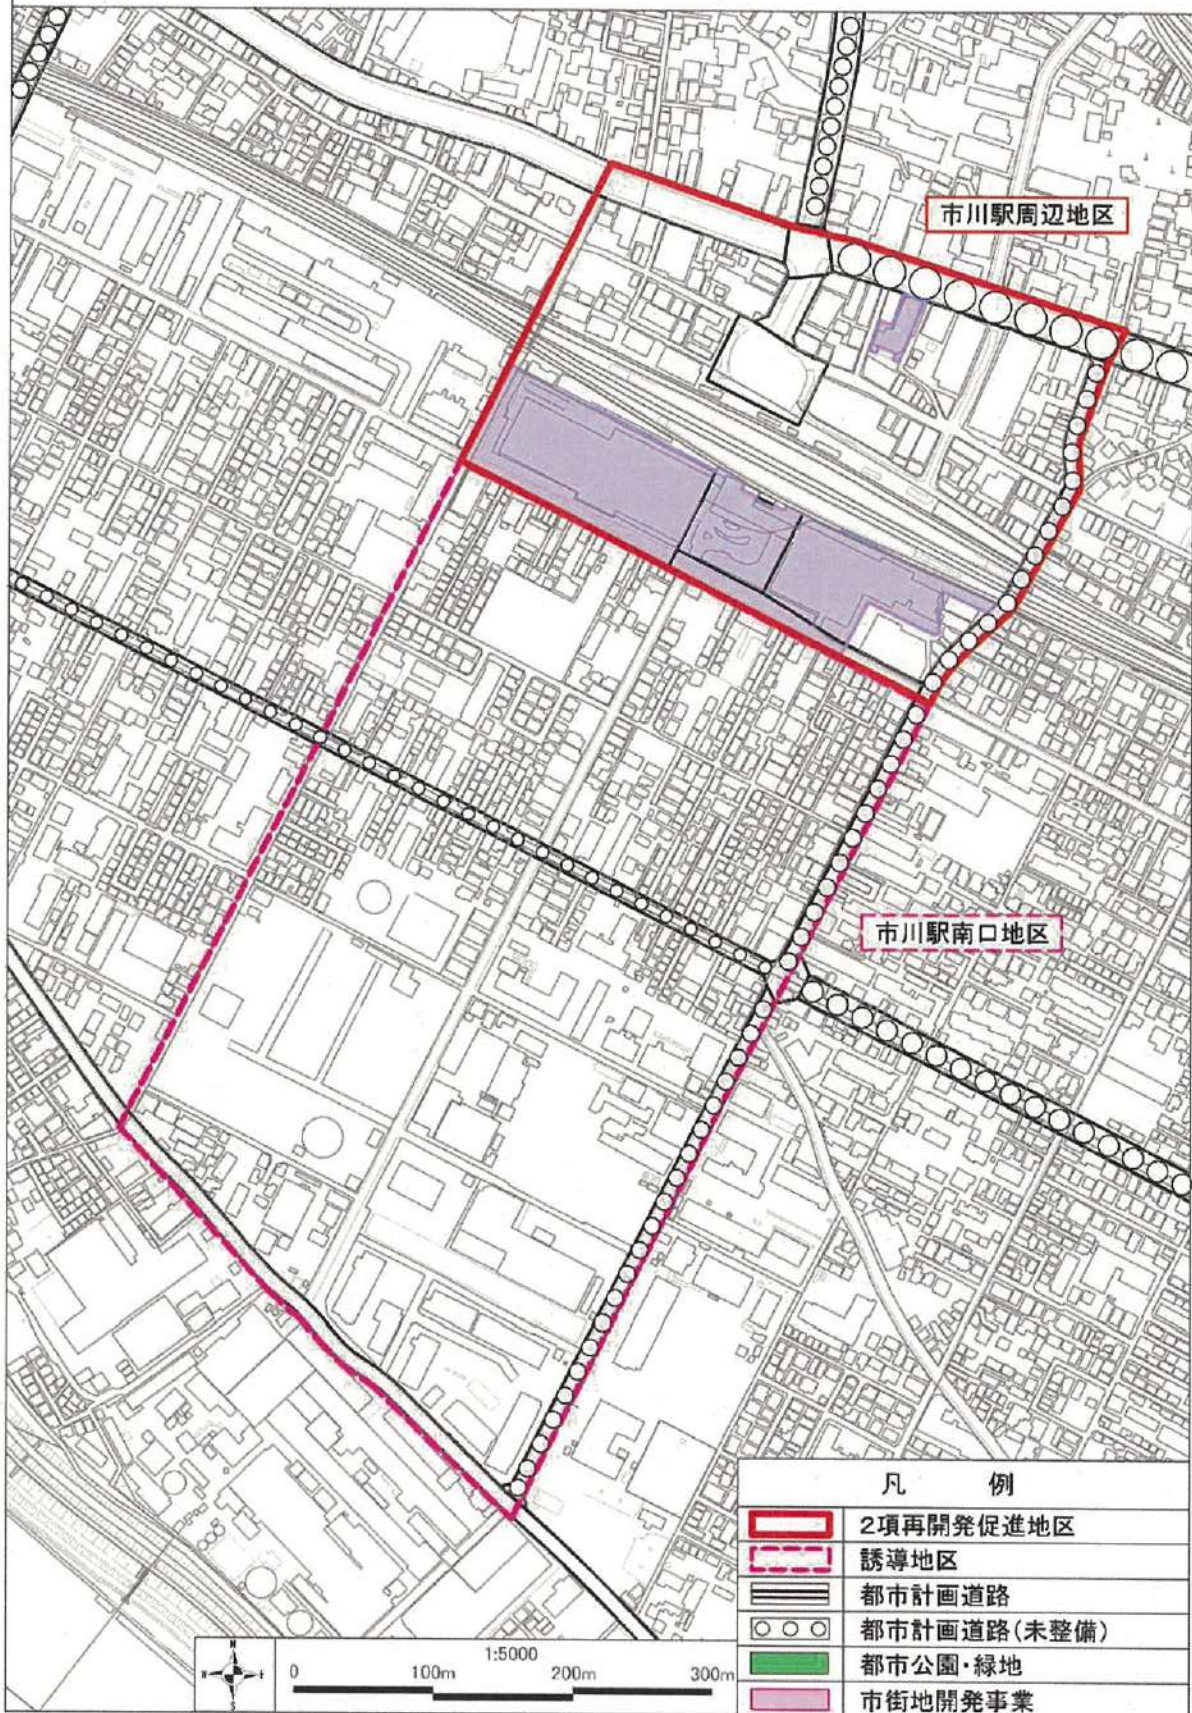 市川駅周辺地区
市川駅南口地区
凡 例
2項再開発促進地区
誘導地区
都市計画道路
都市計画道路(未整備)
都市公園・緑地
市街地開発事業
N
E
S
1:5000
0 100m 200m 300m